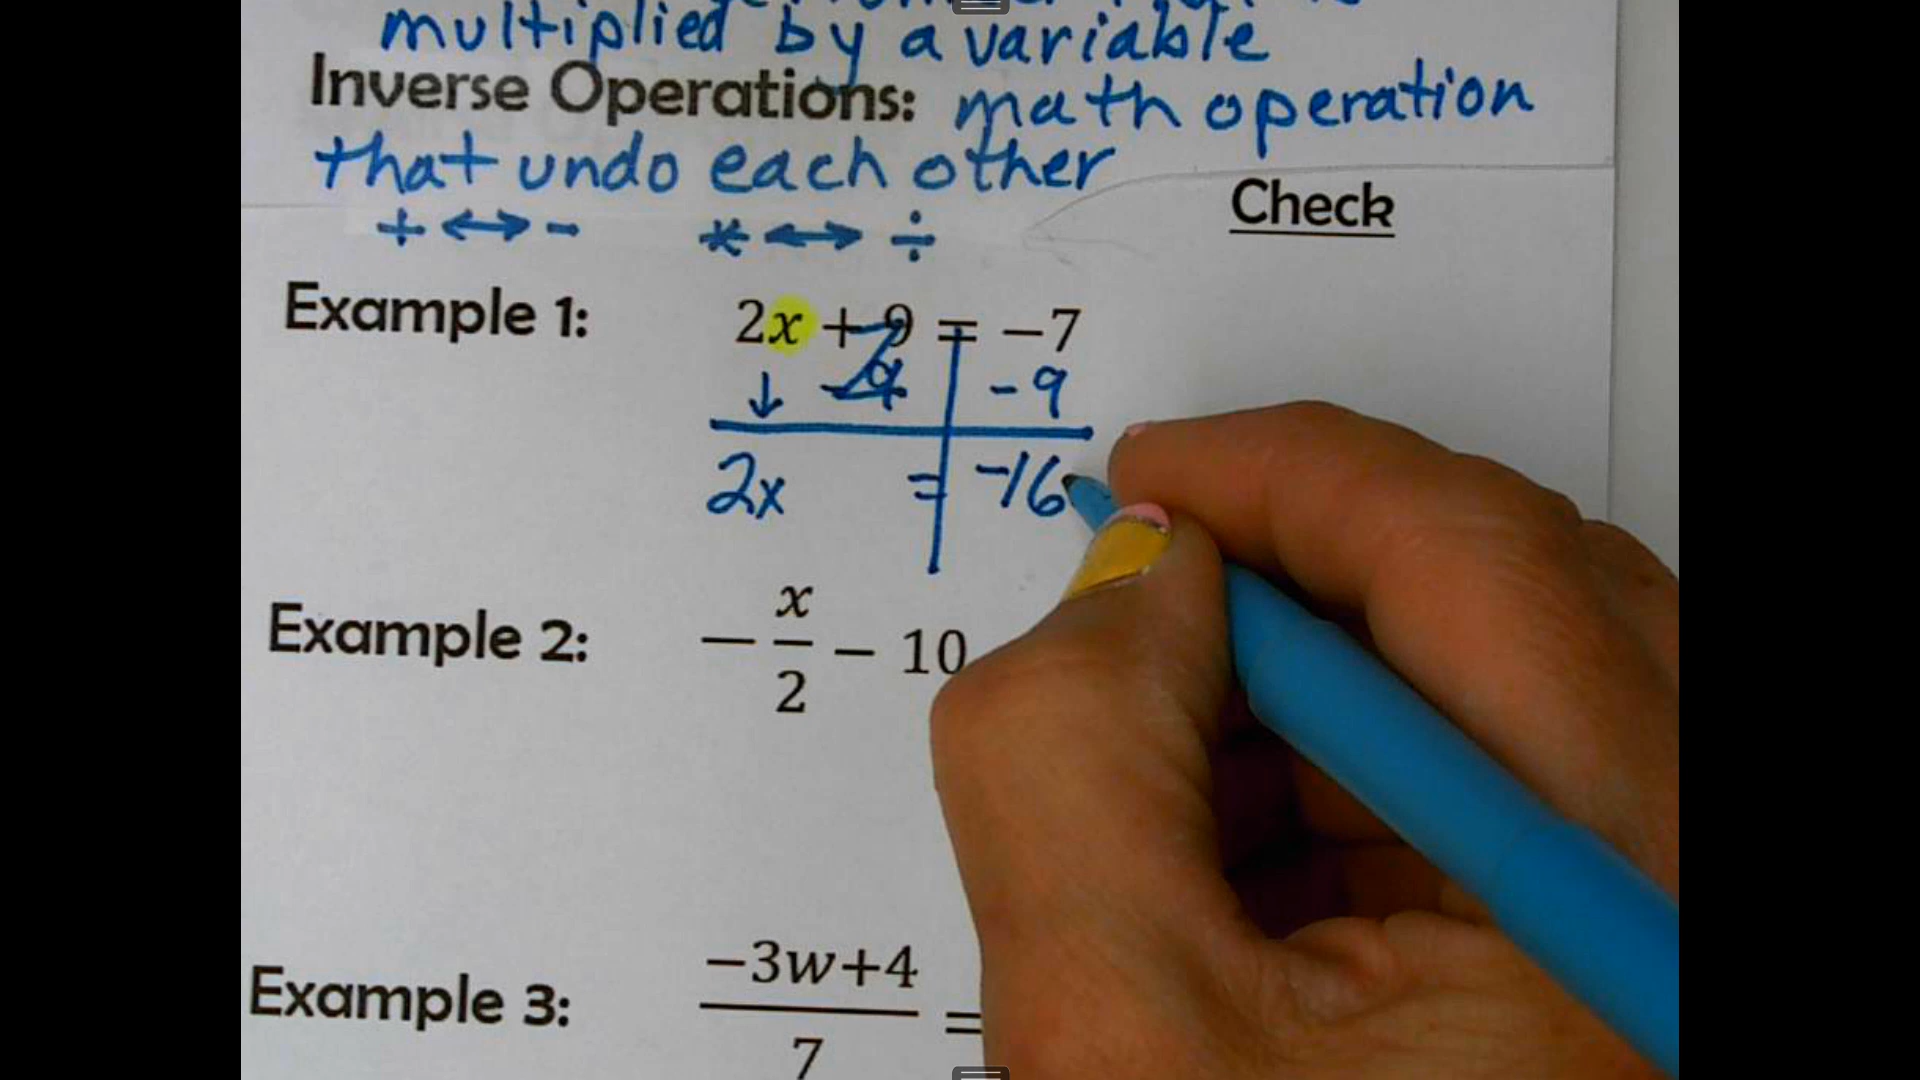 multiplied by a variable
Inverse Operations: math operation
that undo each other
+ ↔ - * ↔ ÷
Check
Example 1: 2x + 9 = −7
↓ -9 -9
2x = -16
Example 2: − x/2 − 10
Example 3: −3w+4/7 =